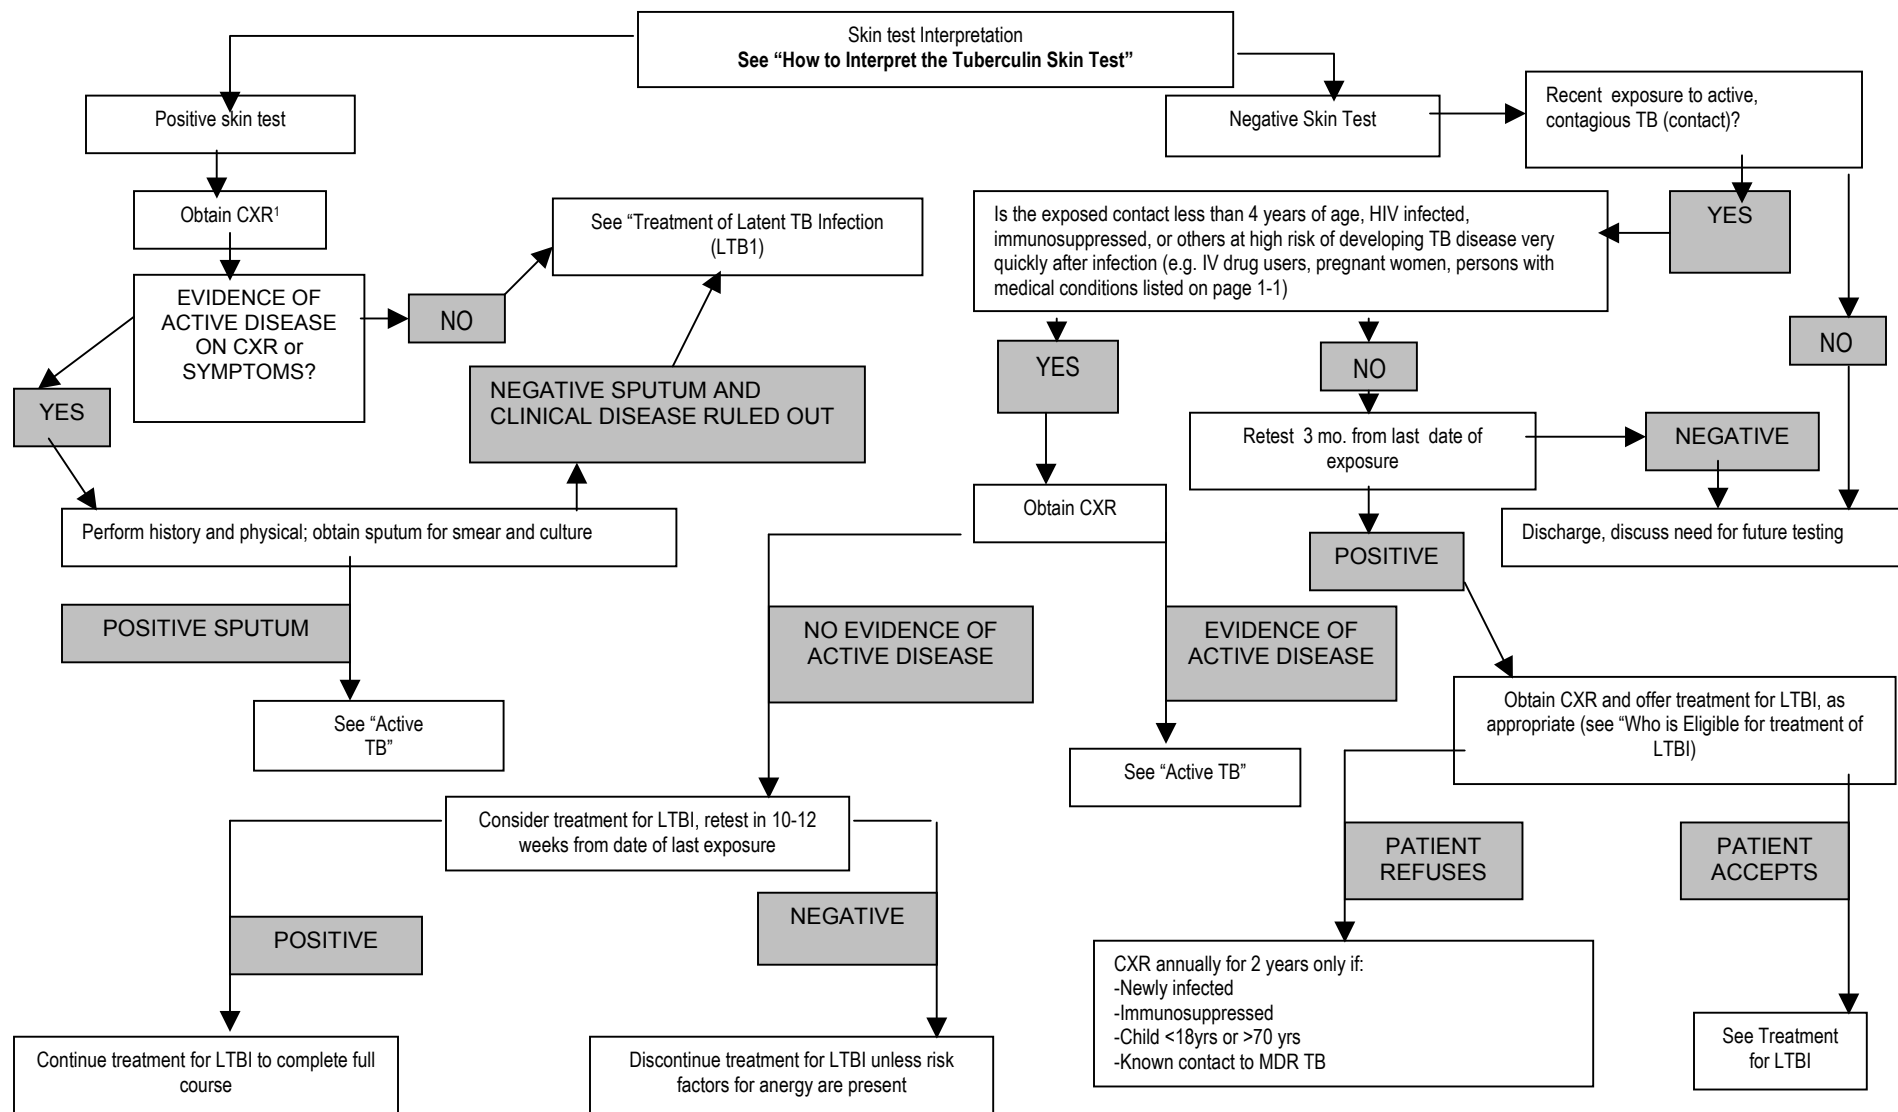 Skin test Interpretation
See “How to Interpret the Tuberculin Skin Test”
Positive skin test
Negative Skin Test
Recent exposure to active,
contagious TB (contact)?
Obtain CXR¹
See “Treatment of Latent TB Infection
(LTB1)
Is the exposed contact less than 4 years of age, HIV infected,
immunosuppressed, or others at high risk of developing TB disease very
quickly after infection (e.g. IV drug users, pregnant women, persons with
medical conditions listed on page 1-1)
YES
EVIDENCE OF
ACTIVE DISEASE
ON CXR or
SYMPTOMS?
NO
NO
YES
NO
YES
NEGATIVE SPUTUM AND
CLINICAL DISEASE RULED OUT
Retest 3 mo. from last date of
exposure
NEGATIVE
Perform history and physical; obtain sputum for smear and culture
Obtain CXR
Discharge, discuss need for future testing
POSITIVE
POSITIVE SPUTUM
NO EVIDENCE OF
ACTIVE DISEASE
EVIDENCE OF
ACTIVE DISEASE
See “Active
TB”
Obtain CXR and offer treatment for LTBI, as
appropriate (see “Who is Eligible for treatment of
LTBI)
See “Active TB”
Consider treatment for LTBI, retest in 10-12
weeks from date of last exposure
PATIENT
REFUSES
PATIENT
ACCEPTS
POSITIVE
NEGATIVE
CXR annually for 2 years only if:
-Newly infected
-Immunosuppressed
-Child <18yrs or >70 yrs
-Known contact to MDR TB
See Treatment
for LTBI
Continue treatment for LTBI to complete full
course
Discontinue treatment for LTBI unless risk
factors for anergy are present